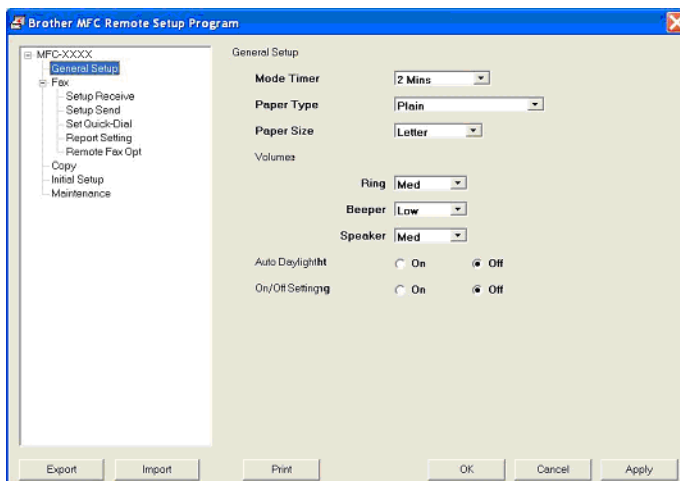 Brother MFC Remote Setup Program
MFC-XXXX
General Setup
Fax
Setup Receive
Setup Send
Set Quick-Dial
Report Setting
Remote Fax Opt
Copy
Initial Setup
Maintenance
General Setup
Mode Timer 2 Mins
Paper Type Plain
Paper Size Letter
Volumes
Ring Med
Beeper Low
Speaker Med
Auto Daylightht On Off
On/Off Settingng On Off
Export Import Print OK Cancel Apply